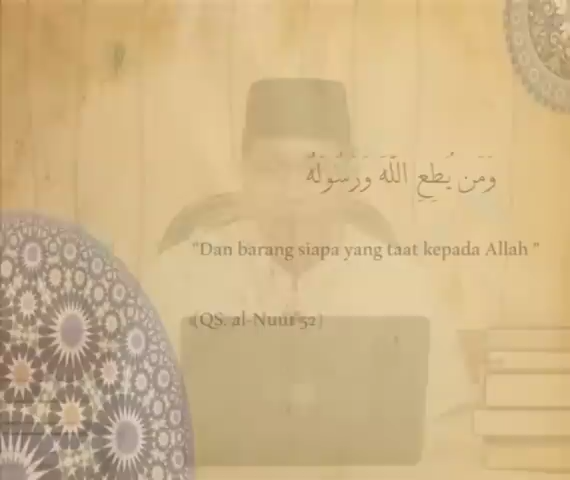 وَمَن يُطِعِ اللَّهَ وَرَسُولَهُ
"Dan barang siapa yang taat kepada Allah "
(QS. al-Nuur 52)